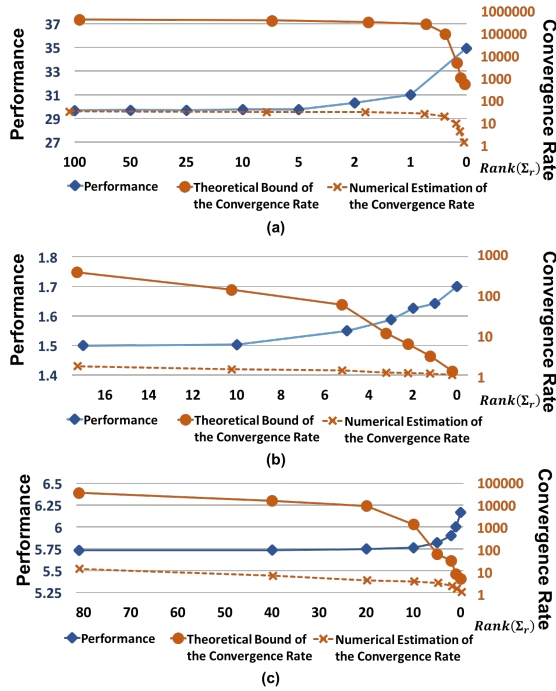 37
35
33
31
29
27
Performance
1000000
100000
10000
1000
100
10
1
Convergence Rate
100 50 25 10 5 2 1 0 Rank(Σr)
Performance Theoretical Bound of the Convergence Rate Numerical Estimation of the Convergence Rate
(a)
1.8
1.7
1.6
1.5
1.4
Performance
1000
100
10
1
Convergence Rate
16 14 12 10 8 6 4 2 0 Rank(Σr)
Performance Theoretical Bound of the Convergence Rate Numerical Estimation of the Convergence Rate
(b)
6.5
6.25
6
5.75
5.5
5.25
Performance
100000
10000
1000
100
10
1
Convergence Rate
80 70 60 50 40 30 20 10 0 Rank(Σr)
Performance Theoretical Bound of the Convergence Rate Numerical Estimation of the Convergence Rate
(c)